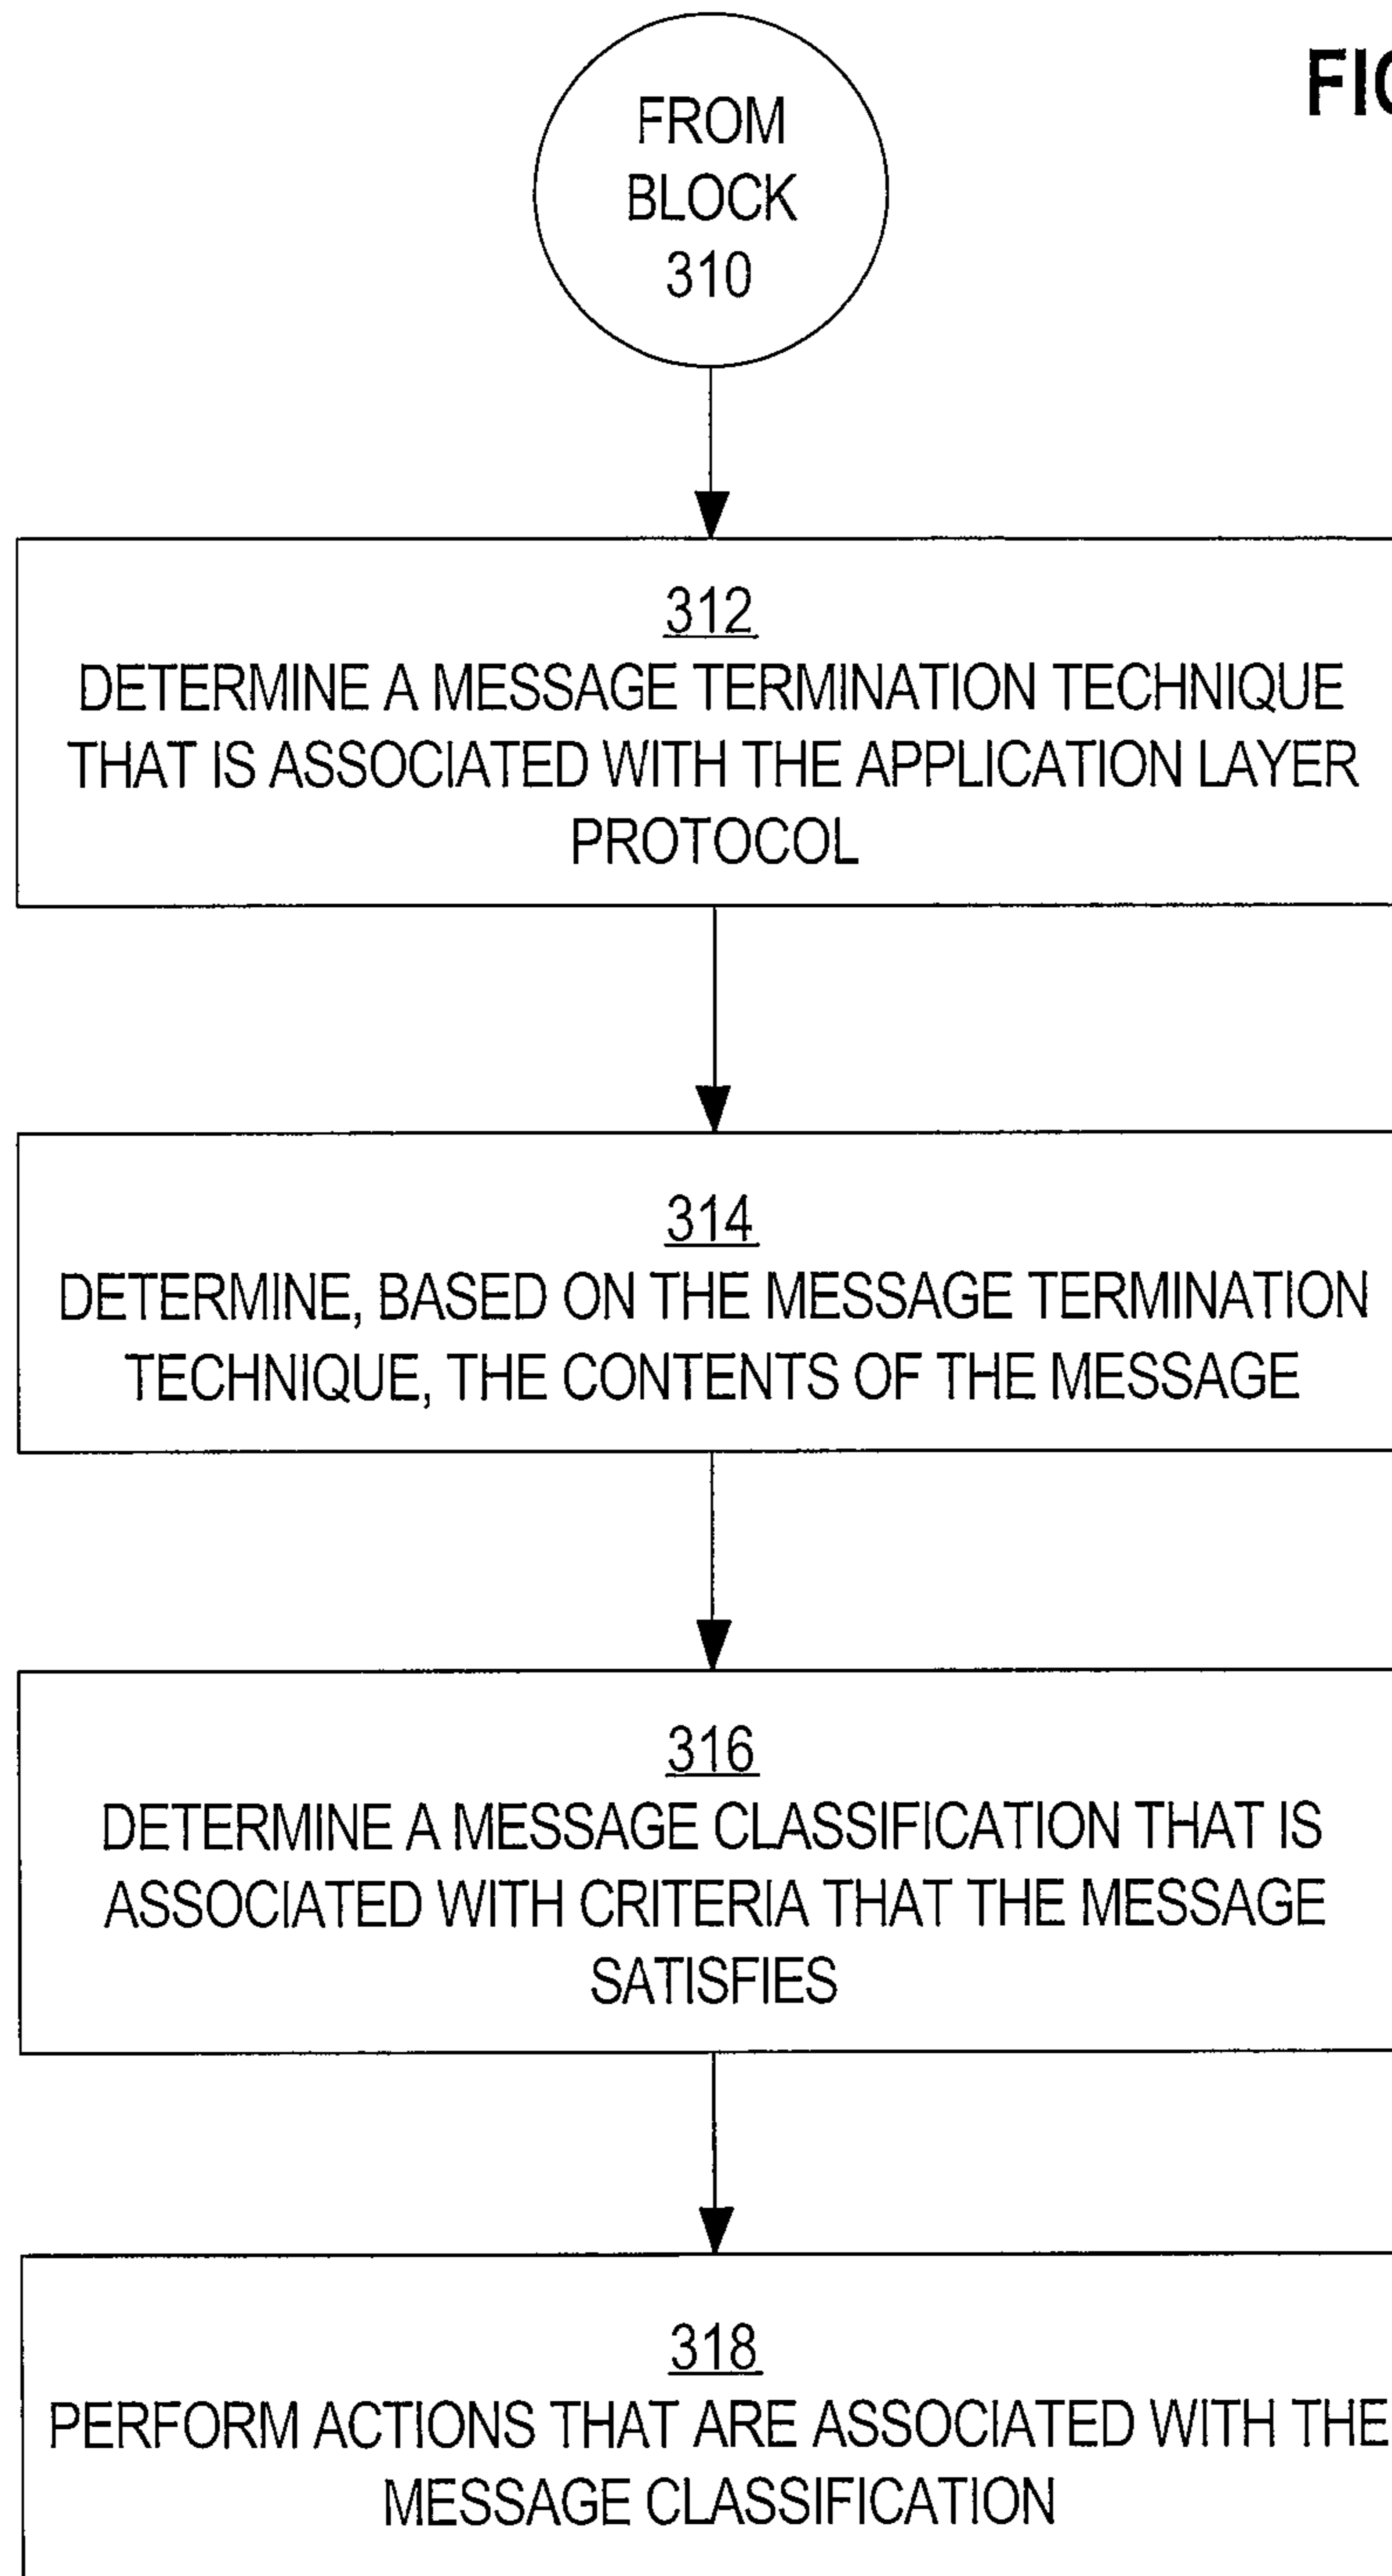 FROM
BLOCK
310
312
DETERMINE A MESSAGE TERMINATION TECHNIQUE
THAT IS ASSOCIATED WITH THE APPLICATION LAYER
PROTOCOL
314
DETERMINE, BASED ON THE MESSAGE TERMINATION
TECHNIQUE, THE CONTENTS OF THE MESSAGE
316
DETERMINE A MESSAGE CLASSIFICATION THAT IS
ASSOCIATED WITH CRITERIA THAT THE MESSAGE
SATISFIES
318
PERFORM ACTIONS THAT ARE ASSOCIATED WITH THE
MESSAGE CLASSIFICATION